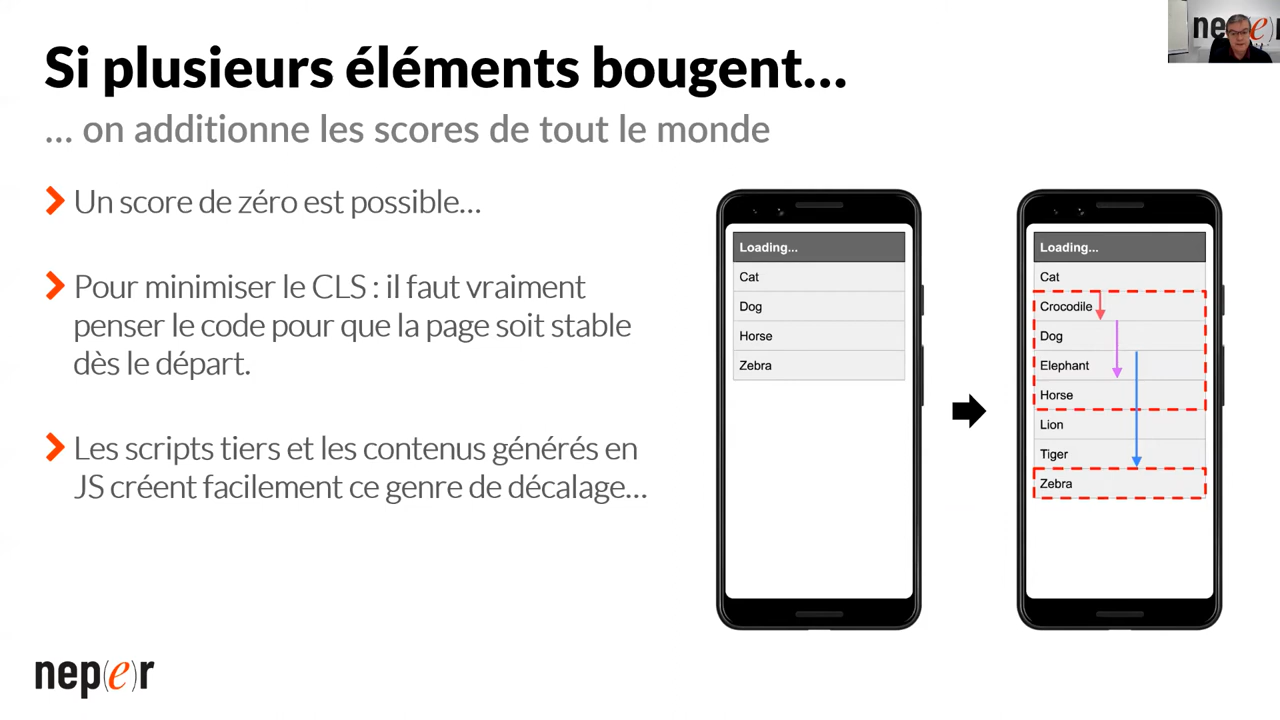 nep(e)r
Si plusieurs éléments bougent...
... on additionne les scores de tout le monde
Un score de zéro est possible...
Pour minimiser le CLS : il faut vraiment
penser le code pour que la page soit stable
dès le départ.
Les scripts tiers et les contenus générés en
JS créent facilement ce genre de décalage...
Loading...
Cat
Dog
Horse
Zebra
Loading...
Cat
Crocodile
Dog
Elephant
Horse
Lion
Tiger
Zebra
nep(e)r